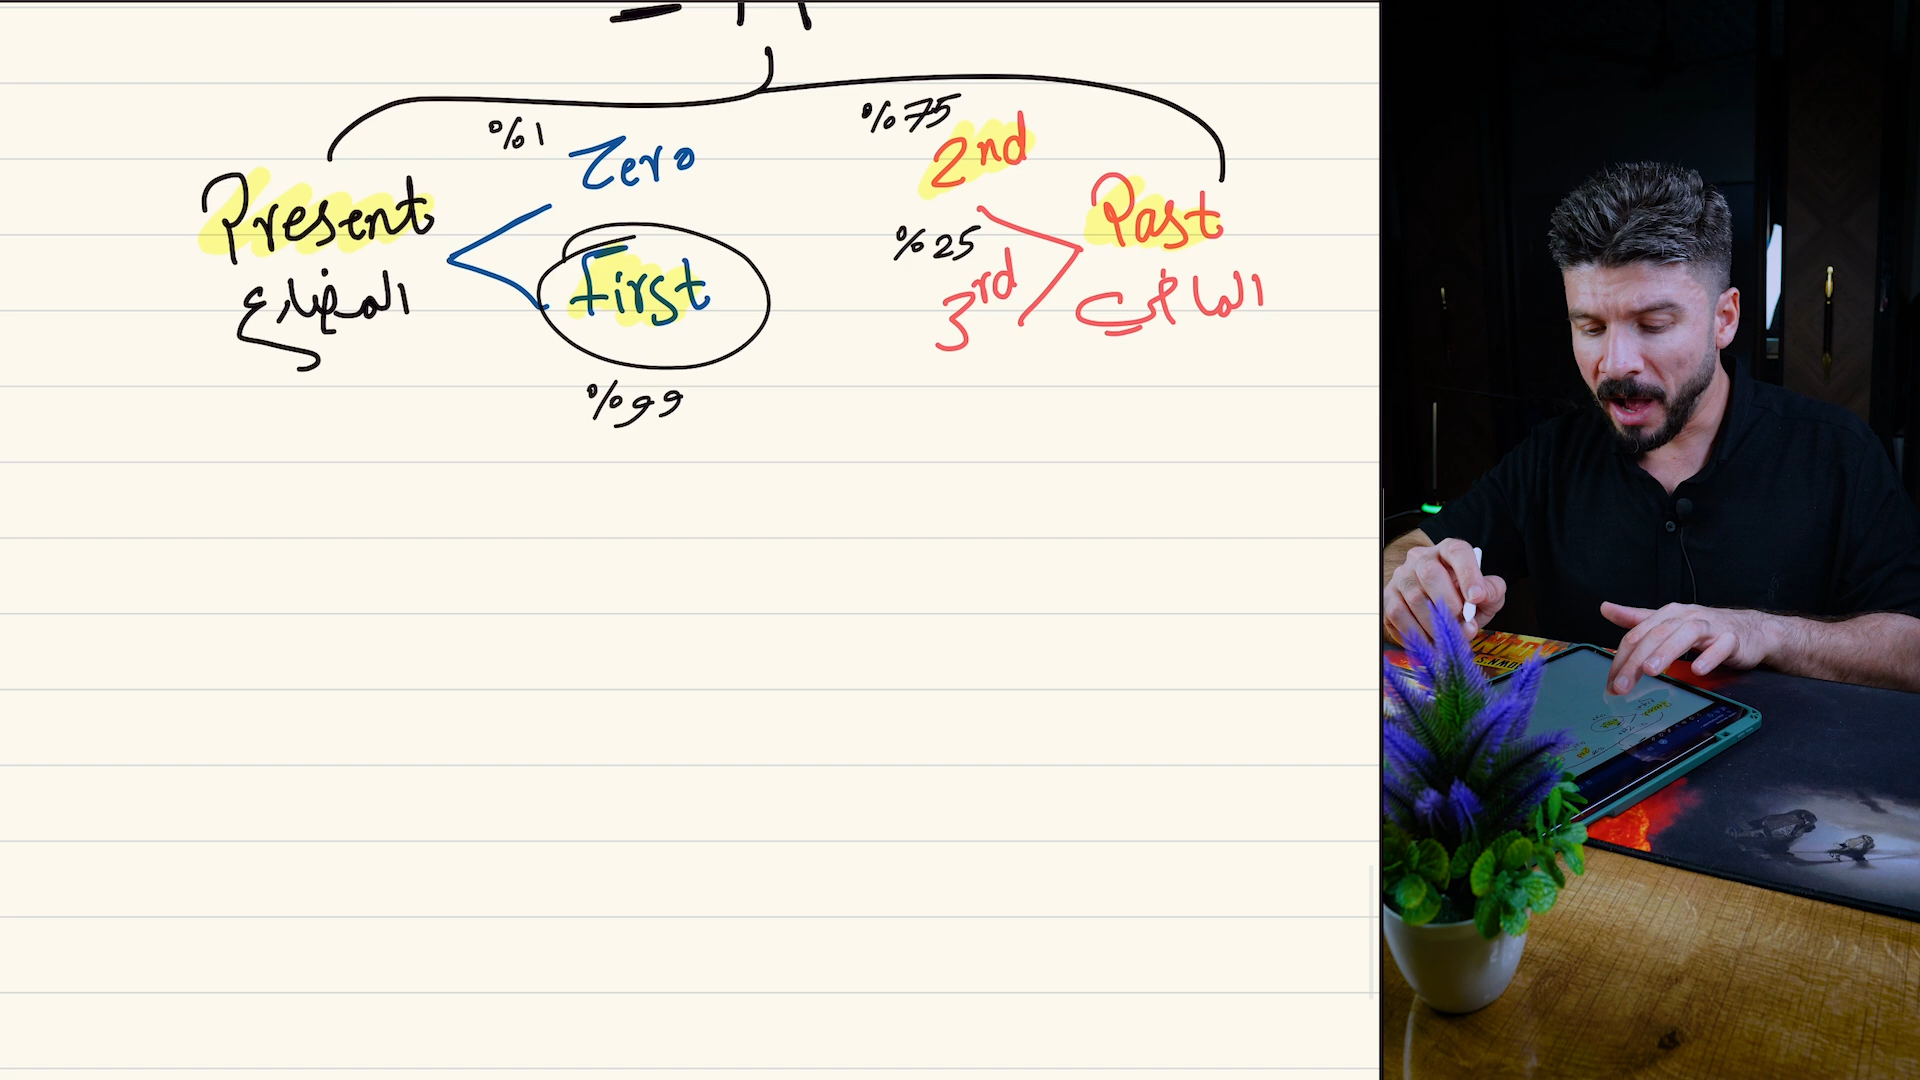 %1 Zero
%75 2nd
Present
المضارع
First
%99
%25 3rd
Past
الماضي